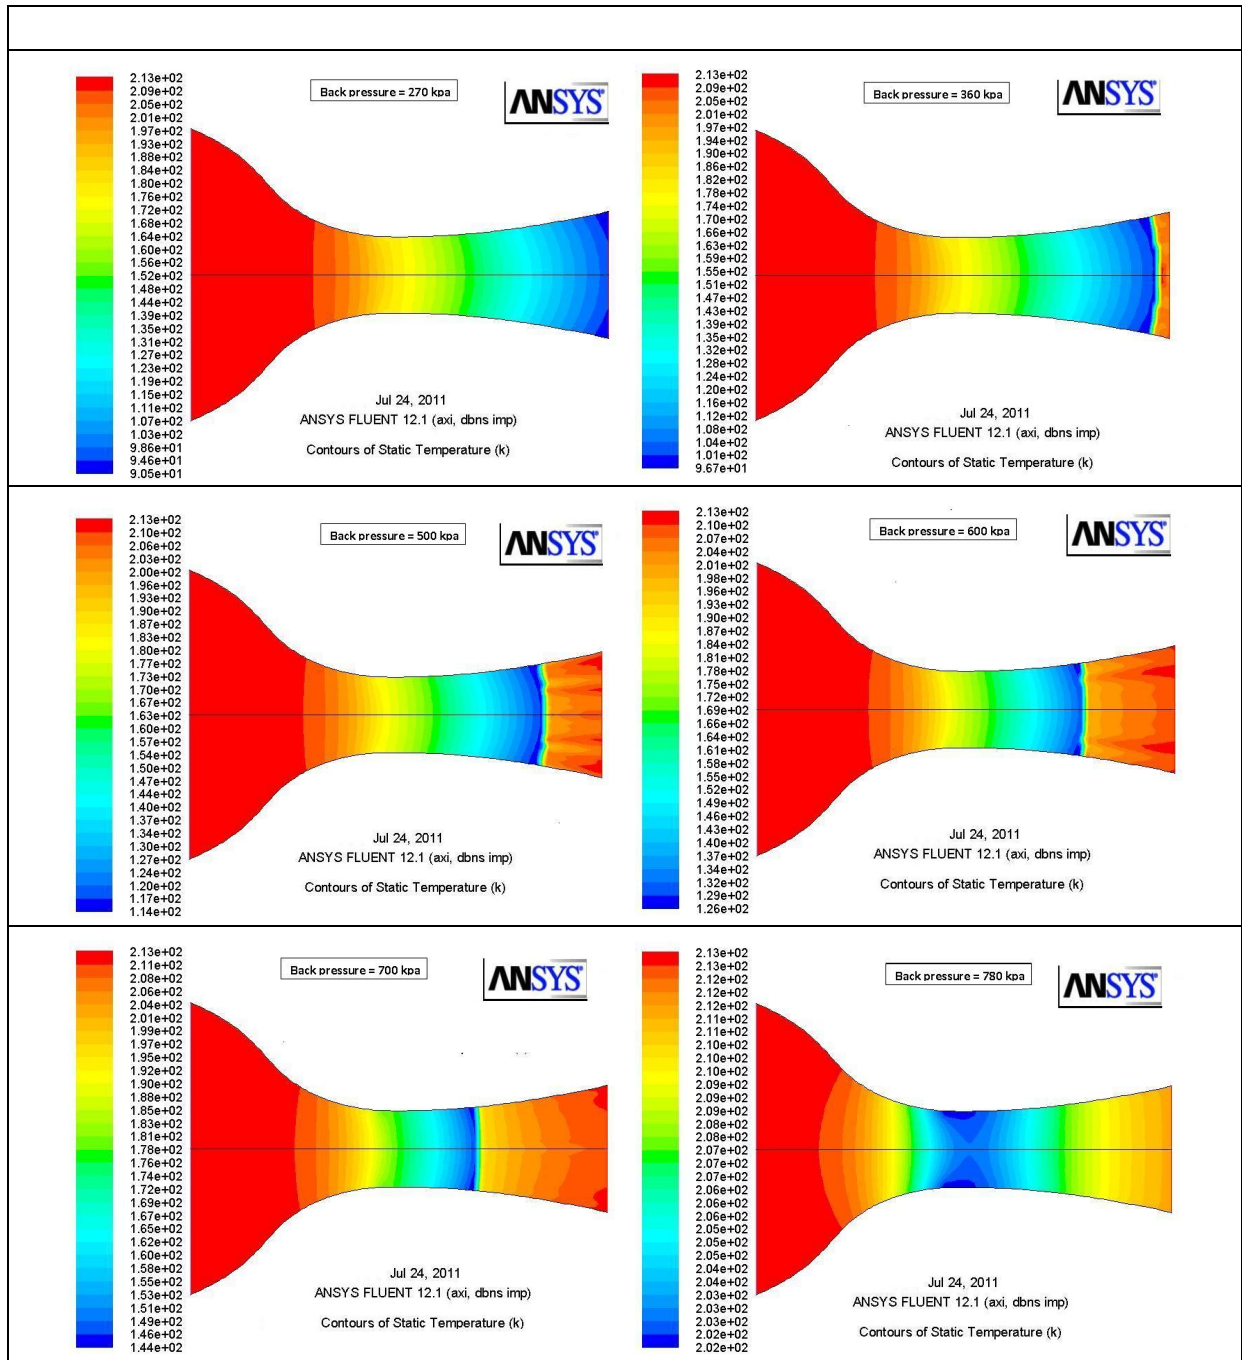 2.13e+02
2.09e+02
2.05e+02
2.01e+02
1.97e+02
1.93e+02
1.88e+02
1.84e+02
1.80e+02
1.76e+02
1.72e+02
1.68e+02
1.64e+02
1.60e+02
1.56e+02
1.52e+02
1.48e+02
1.44e+02
1.39e+02
1.35e+02
1.31e+02
1.27e+02
1.23e+02
1.19e+02
1.15e+02
1.11e+02
1.07e+02
1.03e+02
9.86e+01
9.46e+01
9.05e+01
Back pressure = 270 kpa
ANSYS®
Jul 24, 2011
ANSYS FLUENT 12.1 (axi, dbns imp)
Contours of Static Temperature (k)
2.13e+02
2.09e+02
2.05e+02
2.01e+02
1.97e+02
1.94e+02
1.90e+02
1.86e+02
1.82e+02
1.78e+02
1.74e+02
1.70e+02
1.66e+02
1.63e+02
1.59e+02
1.55e+02
1.51e+02
1.47e+02
1.43e+02
1.39e+02
1.35e+02
1.32e+02
1.28e+02
1.24e+02
1.20e+02
1.16e+02
1.12e+02
1.08e+02
1.04e+02
1.01e+02
9.67e+01
Back pressure = 360 kpa
ANSYS®
Jul 24, 2011
ANSYS FLUENT 12.1 (axi, dbns imp)
Contours of Static Temperature (k)
2.13e+02
2.10e+02
2.06e+02
2.03e+02
2.00e+02
1.96e+02
1.93e+02
1.90e+02
1.87e+02
1.83e+02
1.80e+02
1.77e+02
1.73e+02
1.70e+02
1.67e+02
1.63e+02
1.60e+02
1.57e+02
1.54e+02
1.50e+02
1.47e+02
1.44e+02
1.40e+02
1.37e+02
1.34e+02
1.30e+02
1.27e+02
1.24e+02
1.20e+02
1.17e+02
1.14e+02
Back pressure = 500 kpa
ANSYS®
Jul 24, 2011
ANSYS FLUENT 12.1 (axi, dbns imp)
Contours of Static Temperature (k)
2.13e+02
2.10e+02
2.07e+02
2.04e+02
2.01e+02
1.98e+02
1.96e+02
1.93e+02
1.90e+02
1.87e+02
1.84e+02
1.81e+02
1.78e+02
1.75e+02
1.72e+02
1.69e+02
1.66e+02
1.64e+02
1.61e+02
1.58e+02
1.55e+02
1.52e+02
1.49e+02
1.46e+02
1.43e+02
1.40e+02
1.37e+02
1.34e+02
1.32e+02
1.29e+02
1.26e+02
Back pressure = 600 kpa
ANSYS®
Jul 24, 2011
ANSYS FLUENT 12.1 (axi, dbns imp)
Contours of Static Temperature (k)
2.13e+02
2.11e+02
2.08e+02
2.06e+02
2.04e+02
2.01e+02
1.99e+02
1.97e+02
1.95e+02
1.92e+02
1.90e+02
1.88e+02
1.85e+02
1.83e+02
1.81e+02
1.78e+02
1.76e+02
1.74e+02
1.72e+02
1.69e+02
1.67e+02
1.65e+02
1.62e+02
1.60e+02
1.58e+02
1.55e+02
1.53e+02
1.51e+02
1.49e+02
1.46e+02
1.44e+02
Back pressure = 700 kpa
ANSYS®
Jul 24, 2011
ANSYS FLUENT 12.1 (axi, dbns imp)
Contours of Static Temperature (k)
2.13e+02
2.13e+02
2.12e+02
2.12e+02
2.11e+02
2.11e+02
2.10e+02
2.10e+02
2.10e+02
2.09e+02
2.09e+02
2.09e+02
2.08e+02
2.08e+02
2.07e+02
2.07e+02
2.07e+02
2.06e+02
2.06e+02
2.06e+02
2.05e+02
2.05e+02
2.04e+02
2.04e+02
2.03e+02
2.03e+02
2.02e+02
2.02e+02
Back pressure = 780 kpa
ANSYS®
Jul 24, 2011
ANSYS FLUENT 12.1 (axi, dbns imp)
Contours of Static Temperature (k)